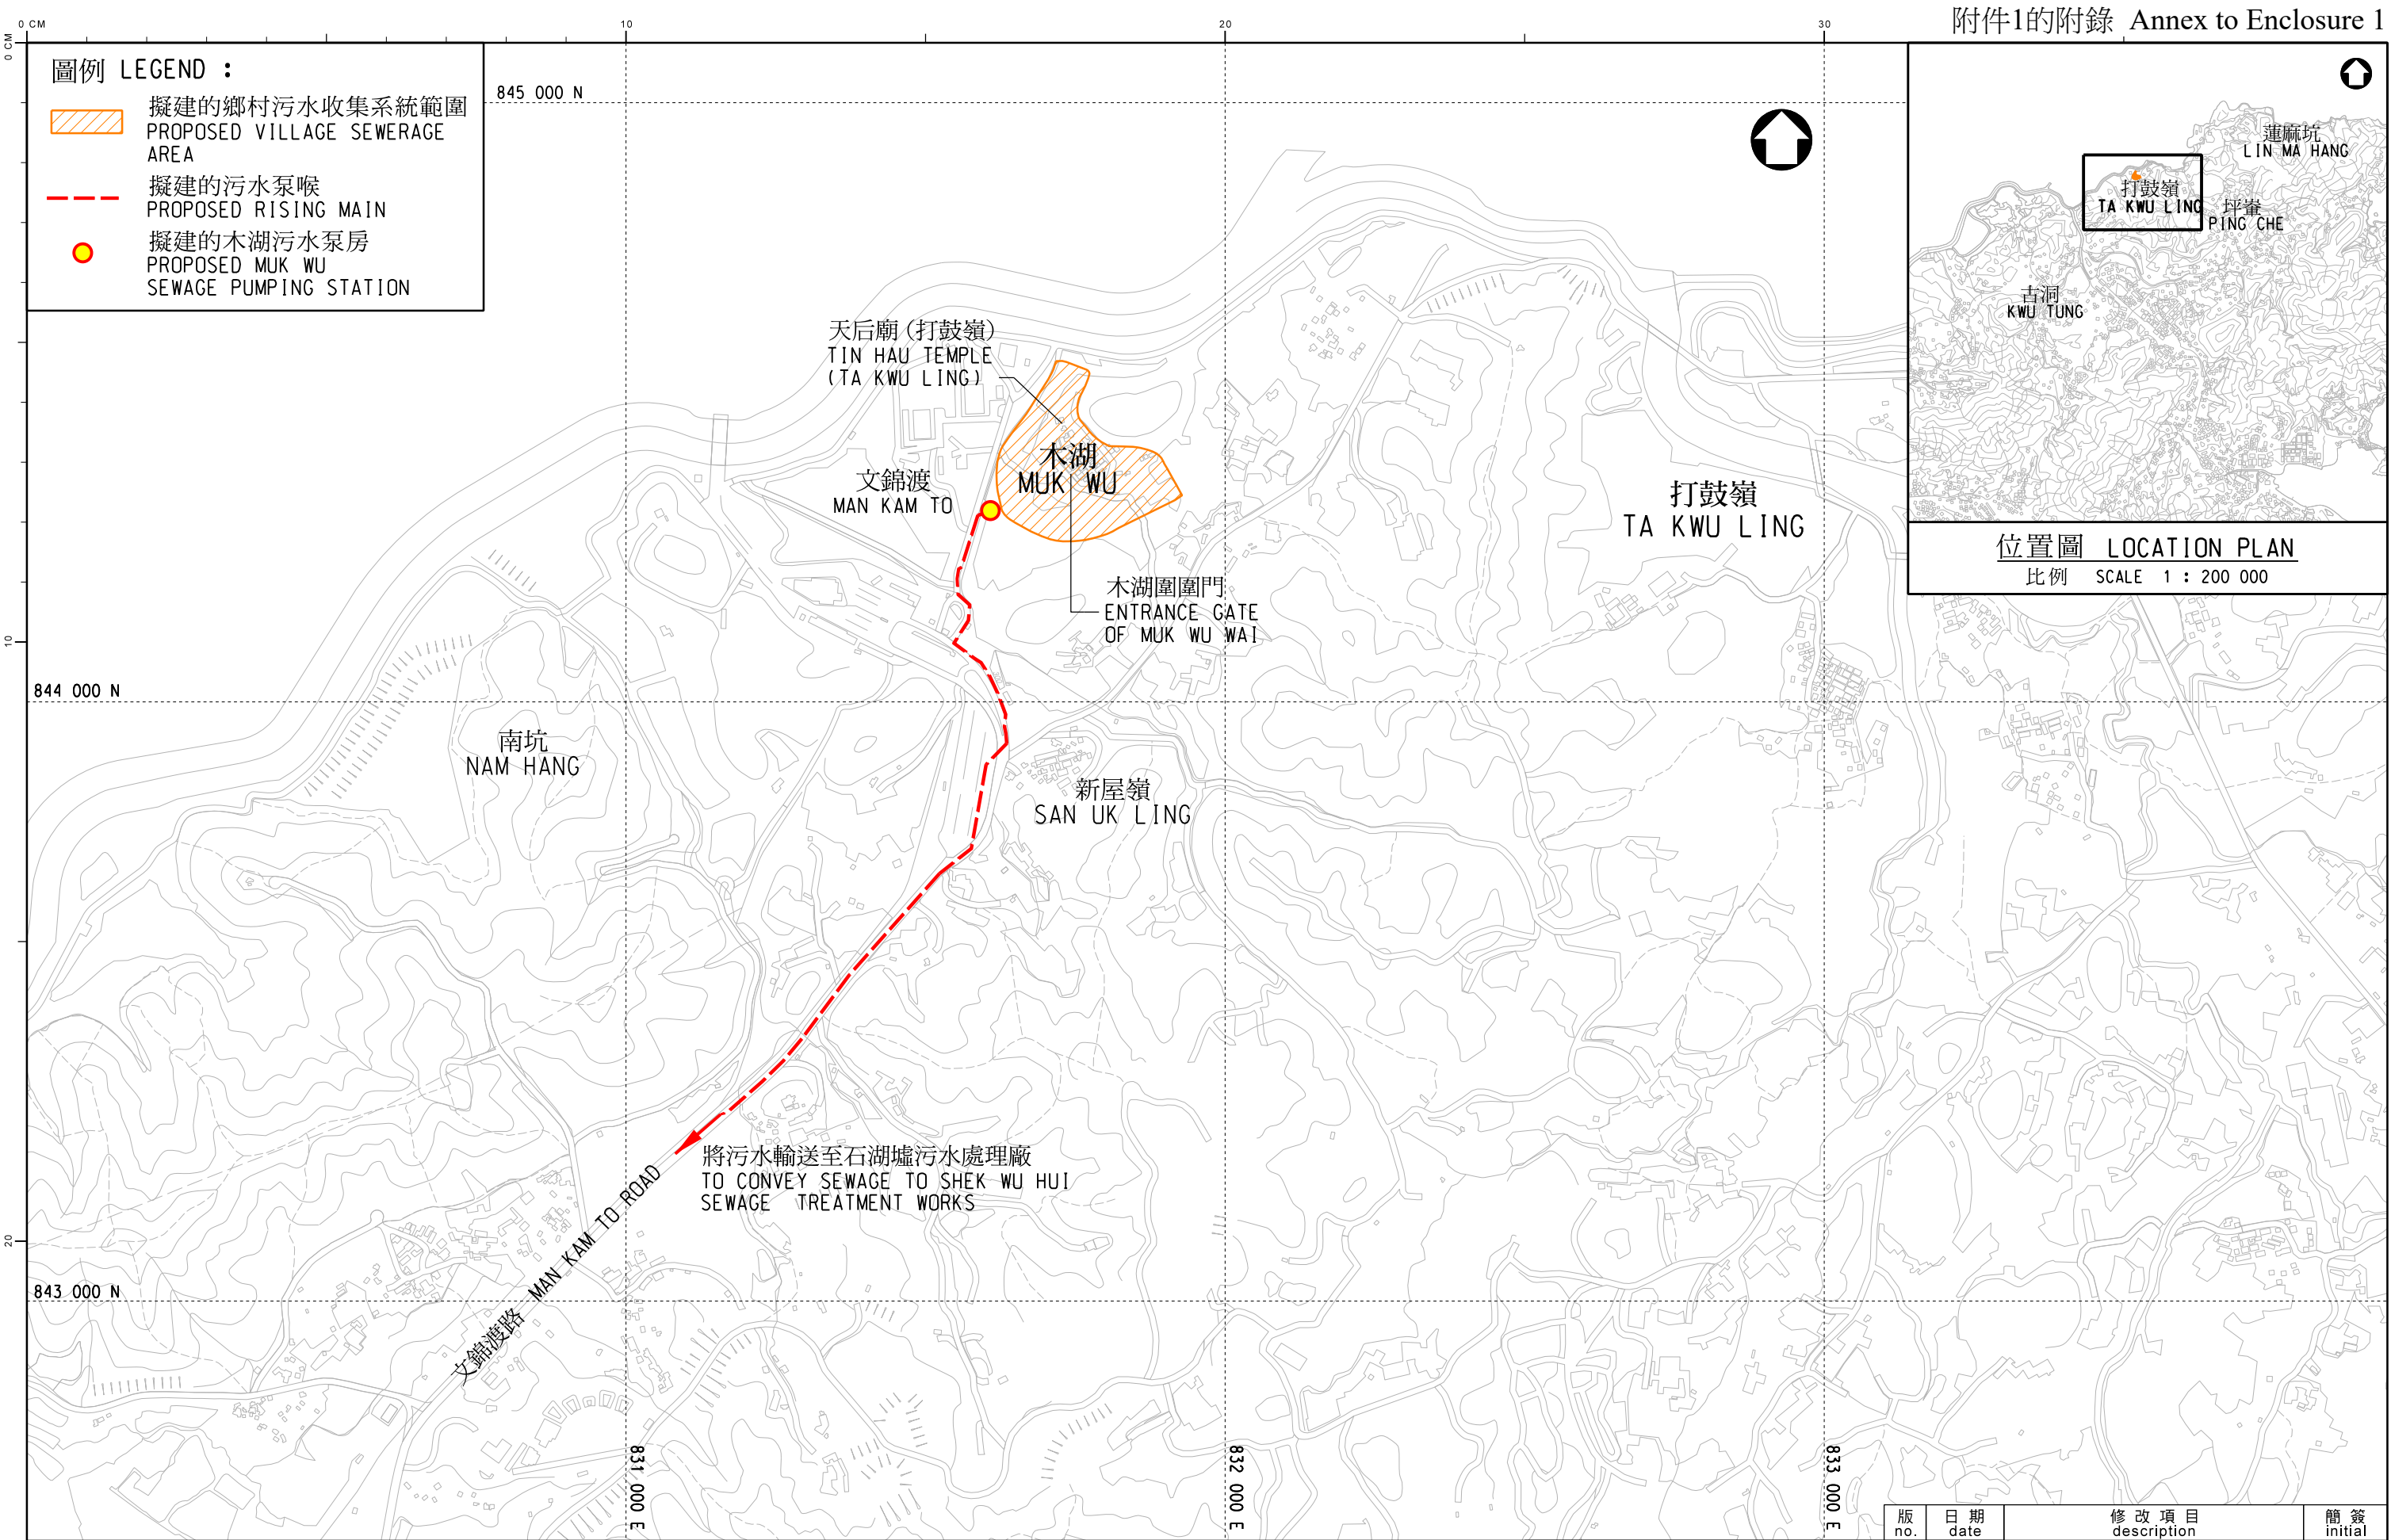 附件1的附錄 Annex to Enclosure 1
0 CM
10
20
30
0 CM
10
20
圖例 LEGEND :
擬建的鄉村污水收集系統範圍
PROPOSED VILLAGE SEWERAGE
AREA
擬建的污水泵喉
PROPOSED RISING MAIN
擬建的木湖污水泵房
PROPOSED MUK WU
SEWAGE PUMPING STATION
845 000 N
蓮麻坑
LIN MA HANG
打鼓嶺
TA KWU LING
坪輋
PING CHE
古洞
KWU TUNG
位置圖 LOCATION PLAN
比例 SCALE 1 : 200 000
天后廟(打鼓嶺)
TIN HAU TEMPLE
(TA KWU LING)
木湖
MUK WU
文錦渡
MAN KAM TO
打鼓嶺
TA KWU LING
木湖圍圍門
ENTRANCE GATE
OF MUK WU WAI
844 000 N
南坑
NAM HANG
新屋嶺
SAN UK LING
將污水輸送至石湖墟污水處理廠
TO CONVEY SEWAGE TO SHEK WU HUI
SEWAGE TREATMENT WORKS
文錦渡路 MAN KAM TO ROAD
843 000 N
831 000 E
832 000 E
833 000 E
版 日期 修改項目 簡簽
no. date description initial